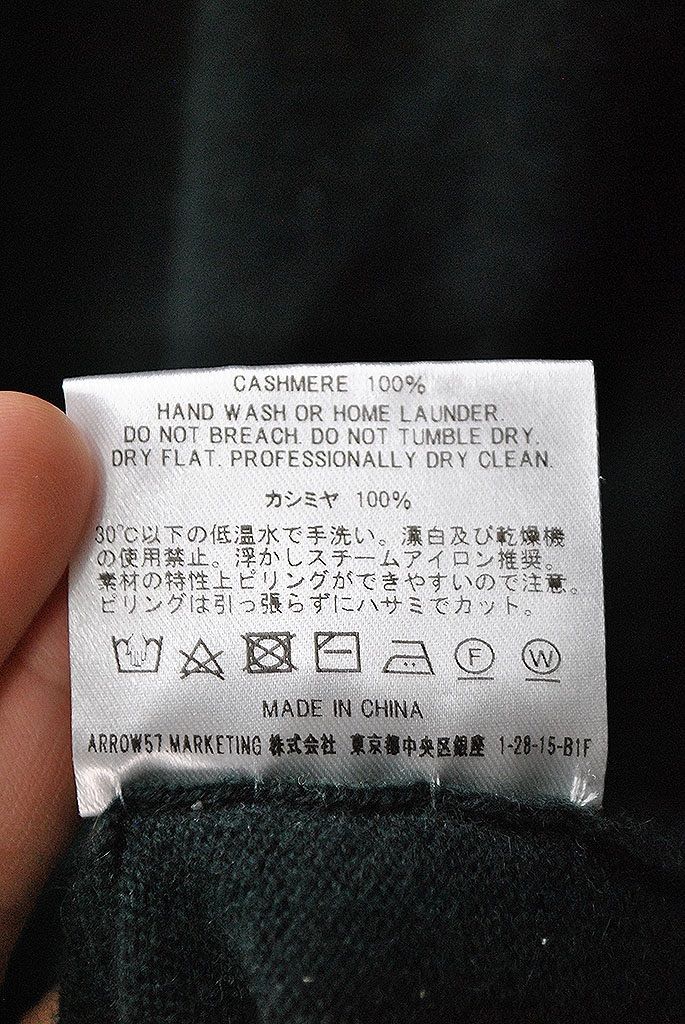 CASHMERE 100%
HAND WASH OR HOME LAUNDER.
DO NOT BREACH. DO NOT TUMBLE DRY.
DRY FLAT. PROFESSIONALLY DRY CLEAN.
カシミヤ 100%
30℃以下の低温水で手洗い。漂白及び乾燥機
の使用禁止。浮かしスチームアイロン推奨。
素材の特性上ピリングができやすいので注意。
ピリングは引っ張らずにハサミでカット。
F W
MADE IN CHINA
ARROW57.MARKETING 株式会社 東京都中央区銀座 1-28-15-B1F